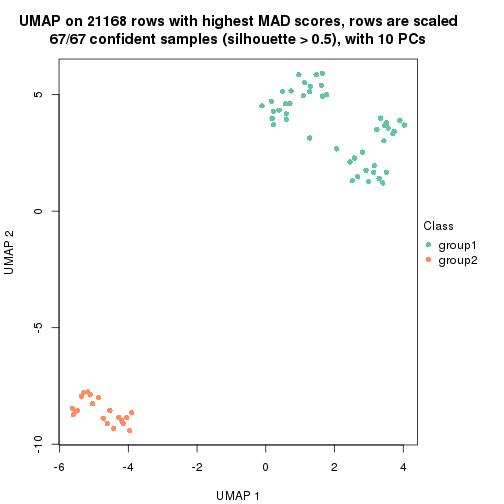 UMAP on 21168 rows with highest MAD scores, rows are scaled
67/67 confident samples (silhouette > 0.5), with 10 PCs
5
0
-5
-10
UMAP 2
-6
-4
-2
0
2
4
UMAP 1
Class
group1
group2